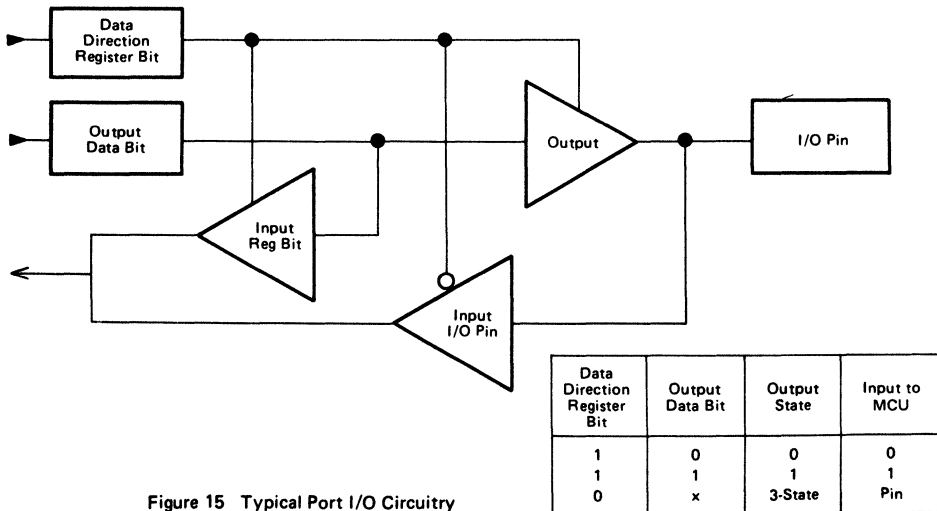 Data
Direction
Register Bit
Output
Data Bit
Output
I/O Pin
Input
Reg Bit
Input
I/O Pin
Data Direction Register Bit | Output Data Bit | Output State | Input to MCU
1 0 0 0
1 1 1 1
0 x 3-State Pin
Figure 15 Typical Port I/O Circuitry